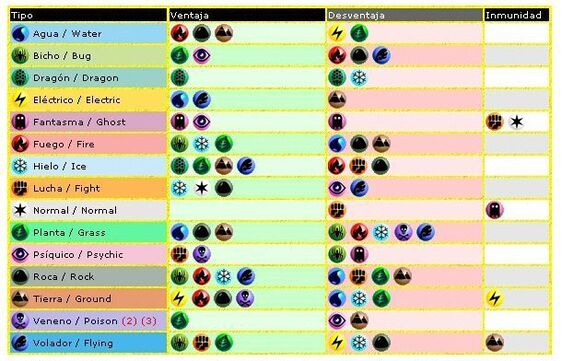 Tipo Ventaja Desventaja Inmunidad
Agua / Water
Bicho / Bug
Dragón / Dragon
Eléctrico / Electric
Fantasma / Ghost
Fuego / Fire
Hielo / Ice
Lucha / Fight
Normal / Normal
Planta / Grass
Psíquico / Psychic
Roca / Rock
Tierra / Ground
Veneno / Poison (2) (3)
Volador / Flying